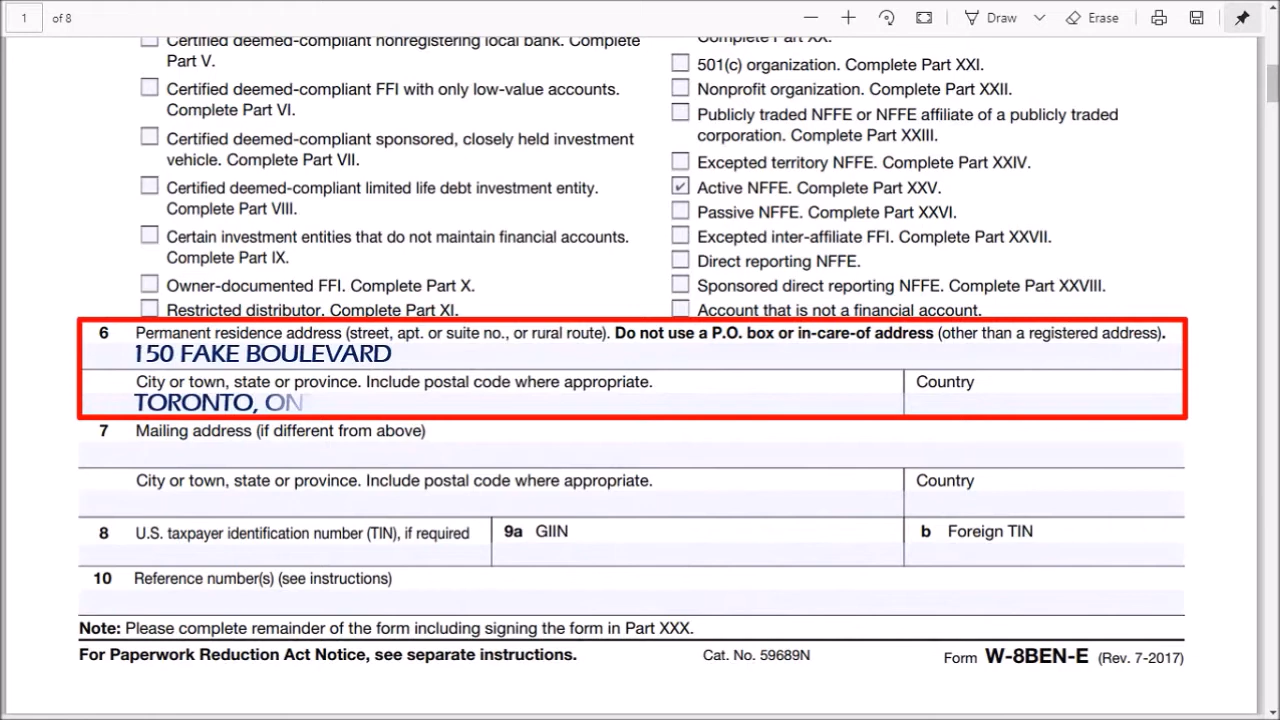 1 of 8 Draw Erase
Certified deemed-compliant nonregistering local bank. Complete
Part V.
Certified deemed-compliant FFI with only low-value accounts.
Complete Part VI.
Certified deemed-compliant sponsored, closely held investment
vehicle. Complete Part VII.
Certified deemed-compliant limited life debt investment entity.
Complete Part VIII.
Certain investment entities that do not maintain financial accounts.
Complete Part IX.
Owner-documented FFI. Complete Part X.
Restricted distributor. Complete Part XI.
Complete Part XX.
501(c) organization. Complete Part XXI.
Nonprofit organization. Complete Part XXII.
Publicly traded NFFE or NFFE affiliate of a publicly traded
corporation. Complete Part XXIII.
Excepted territory NFFE. Complete Part XXIV.
Active NFFE. Complete Part XXV.
Passive NFFE. Complete Part XXVI.
Excepted inter-affiliate FFI. Complete Part XXVII.
Direct reporting NFFE.
Sponsored direct reporting NFFE. Complete Part XXVIII.
Account that is not a financial account.
6 Permanent residence address (street, apt. or suite no., or rural route). Do not use a P.O. box or in-care-of address (other than a registered address).
150 FAKE BOULEVARD
City or town, state or province. Include postal code where appropriate. Country
TORONTO, ON
7 Mailing address (if different from above)
City or town, state or province. Include postal code where appropriate. Country
8 U.S. taxpayer identification number (TIN), if required 9a GIIN b Foreign TIN
10 Reference number(s) (see instructions)
Note: Please complete remainder of the form including signing the form in Part XXX.
For Paperwork Reduction Act Notice, see separate instructions. Cat. No. 59689N Form W-8BEN-E (Rev. 7-2017)